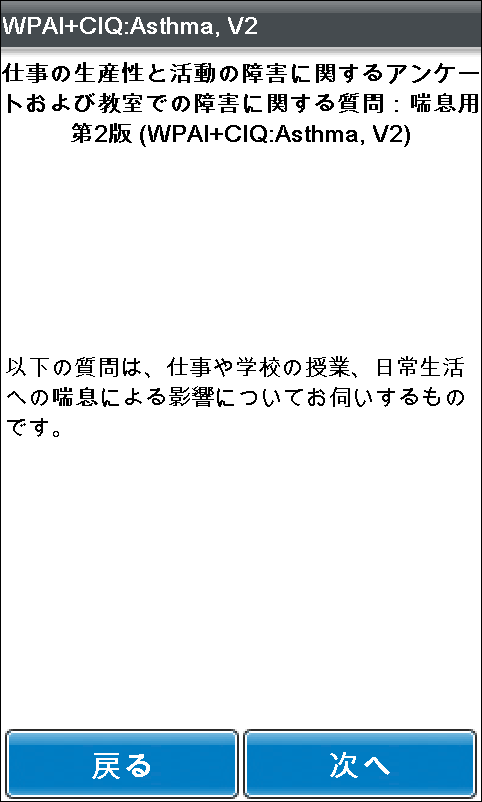 WPAI+CIQ:Asthma, V2
仕事の生産性と活動の障害に関するアンケー
トおよび教室での障害に関する質問：喘息用
第2版 (WPAI+CIQ:Asthma, V2)
以下の質問は、仕事や学校の授業、日常生活
への喘息による影響についてお伺いするもの
です。
戻る
次へ